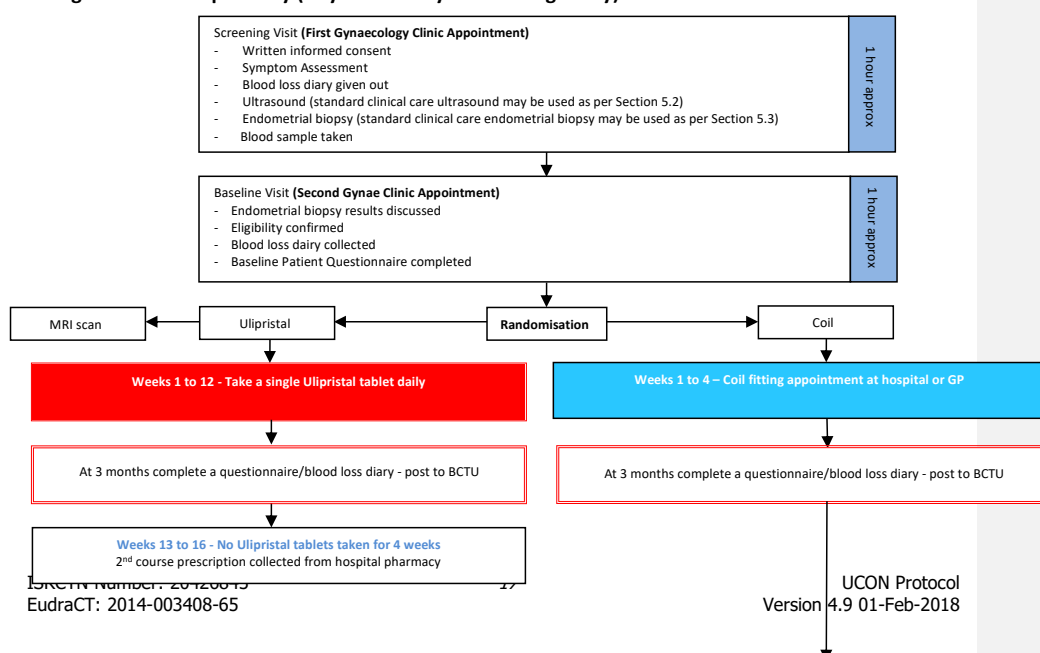 Screening Visit (First Gynaecology Clinic Appointment)
- Written informed consent
- Symptom Assessment
- Blood loss diary given out
- Ultrasound (standard clinical care ultrasound may be used as per Section 5.2)
- Endometrial biopsy (standard clinical care endometrial biopsy may be used as per Section 5.3)
- Blood sample taken
1 hour approx
Baseline Visit (Second Gynae Clinic Appointment)
- Endometrial biopsy results discussed
- Eligibility confirmed
- Blood loss dairy collected
- Baseline Patient Questionnaire completed
1 hour approx
MRI scan
Ulipristal
Randomisation
Coil
Weeks 1 to 12 - Take a single Ulipristal tablet daily
Weeks 1 to 4 – Coil fitting appointment at hospital or GP
At 3 months complete a questionnaire/blood loss diary - post to BCTU
At 3 months complete a questionnaire/blood loss diary - post to BCTU
Weeks 13 to 16 - No Ulipristal tablets taken for 4 weeks
2nd course prescription collected from hospital pharmacy
UCON Protocol
EudraCT: 2014-003408-65
Version 4.9 01-Feb-2018